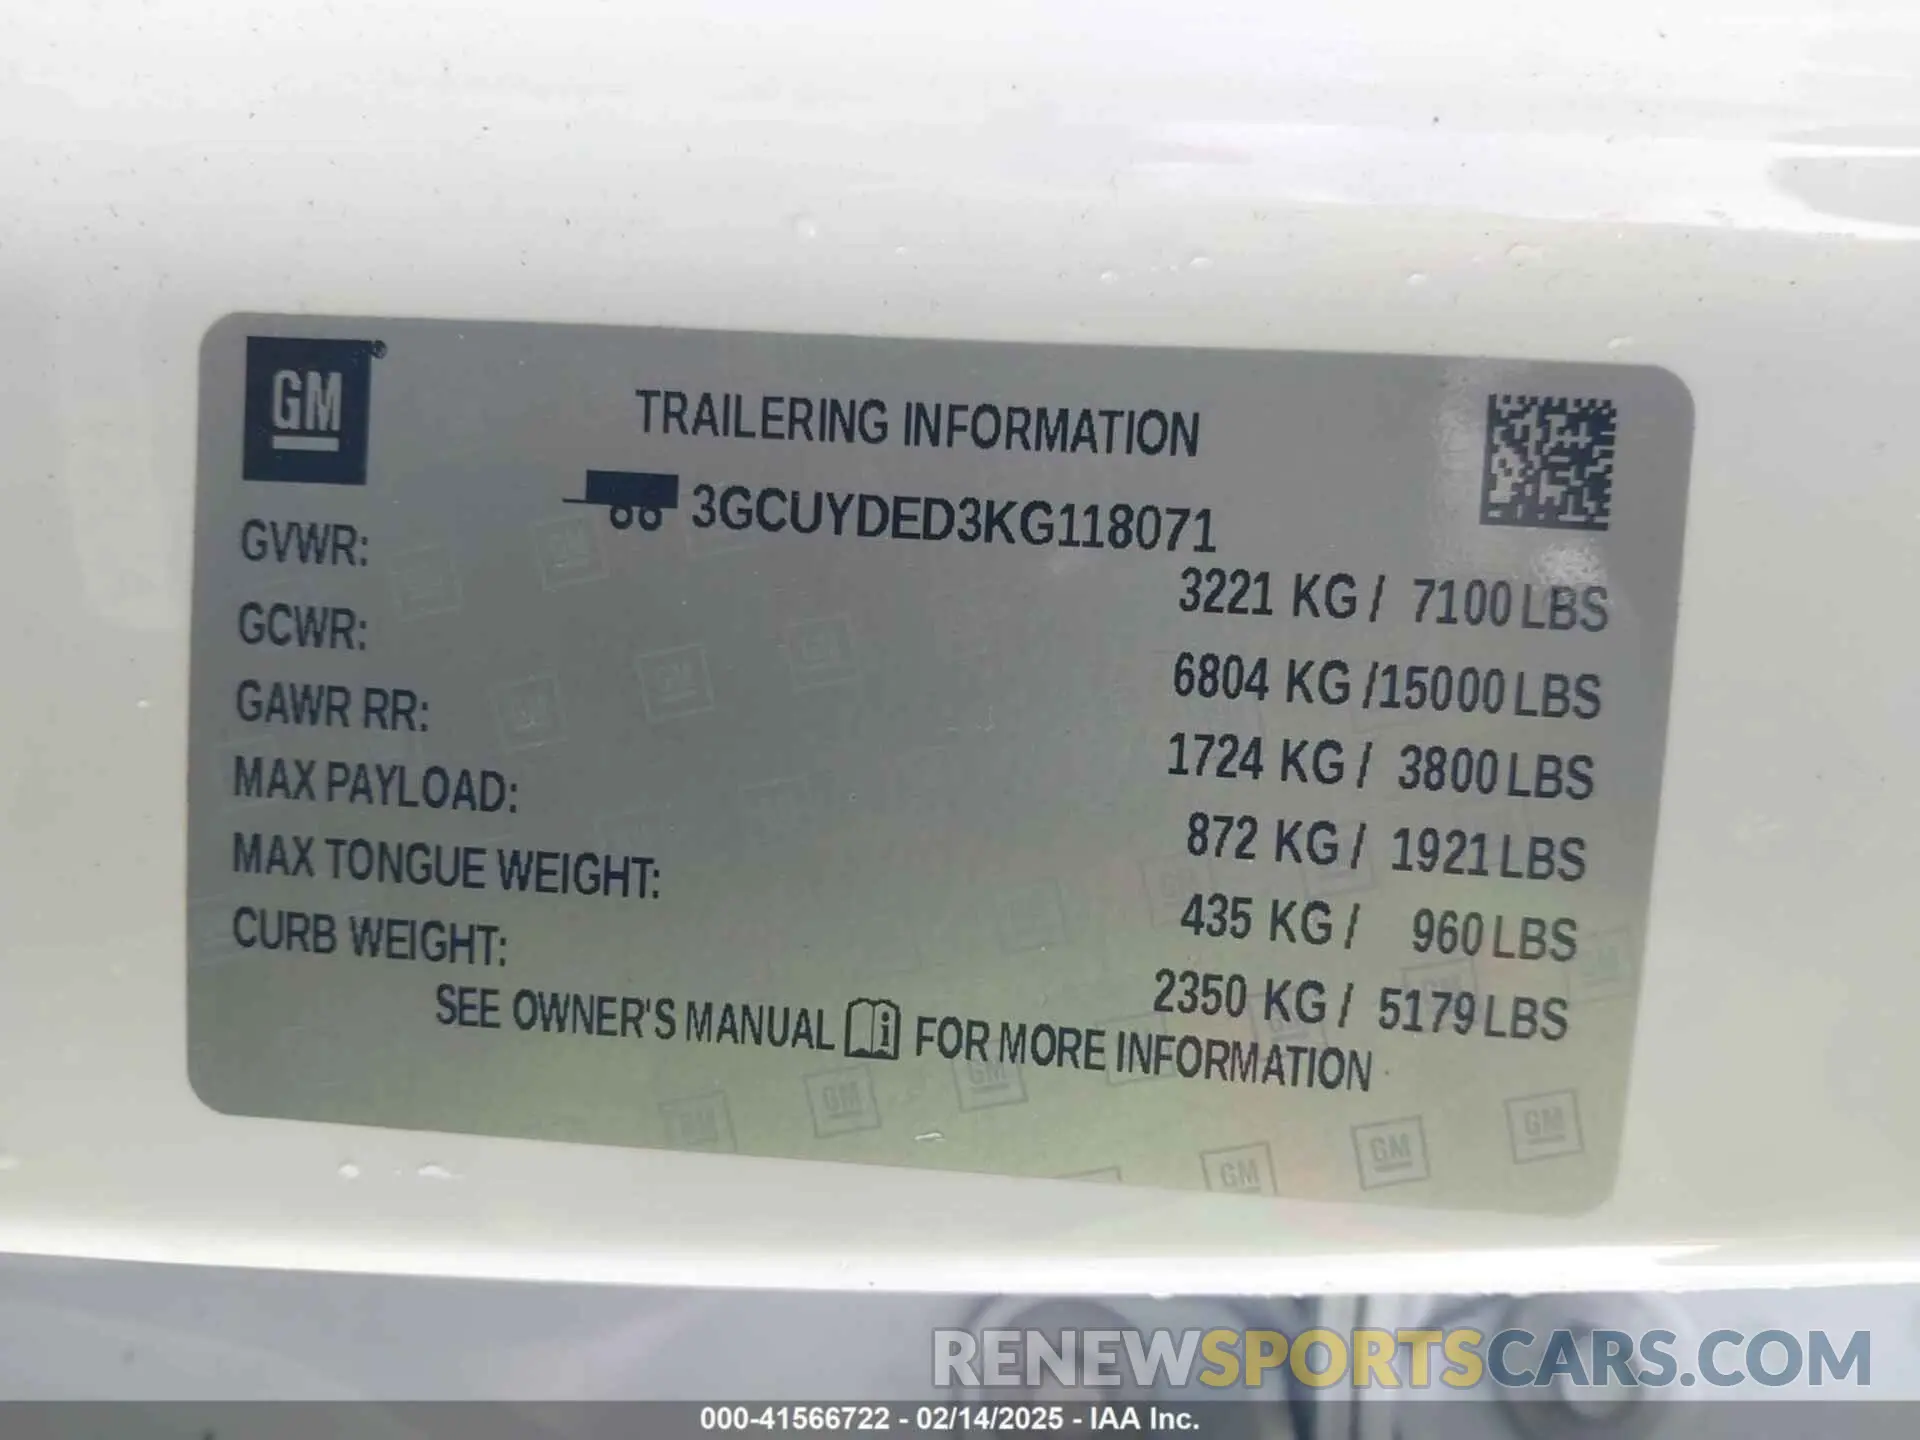 GM®
TRAILERING INFORMATION
3GCUYDED3KG118071
GVWR: 3221 KG / 7100 LBS
GCWR: 6804 KG /15000 LBS
GAWR RR: 1724 KG / 3800 LBS
MAX PAYLOAD: 872 KG / 1921 LBS
MAX TONGUE WEIGHT: 435 KG / 960 LBS
CURB WEIGHT: 2350 KG / 5179 LBS
SEE OWNER'S MANUAL i FOR MORE INFORMATION
RENEWSPORTSCARS.COM
000-41566722 - 02/14/2025 - IAA Inc.